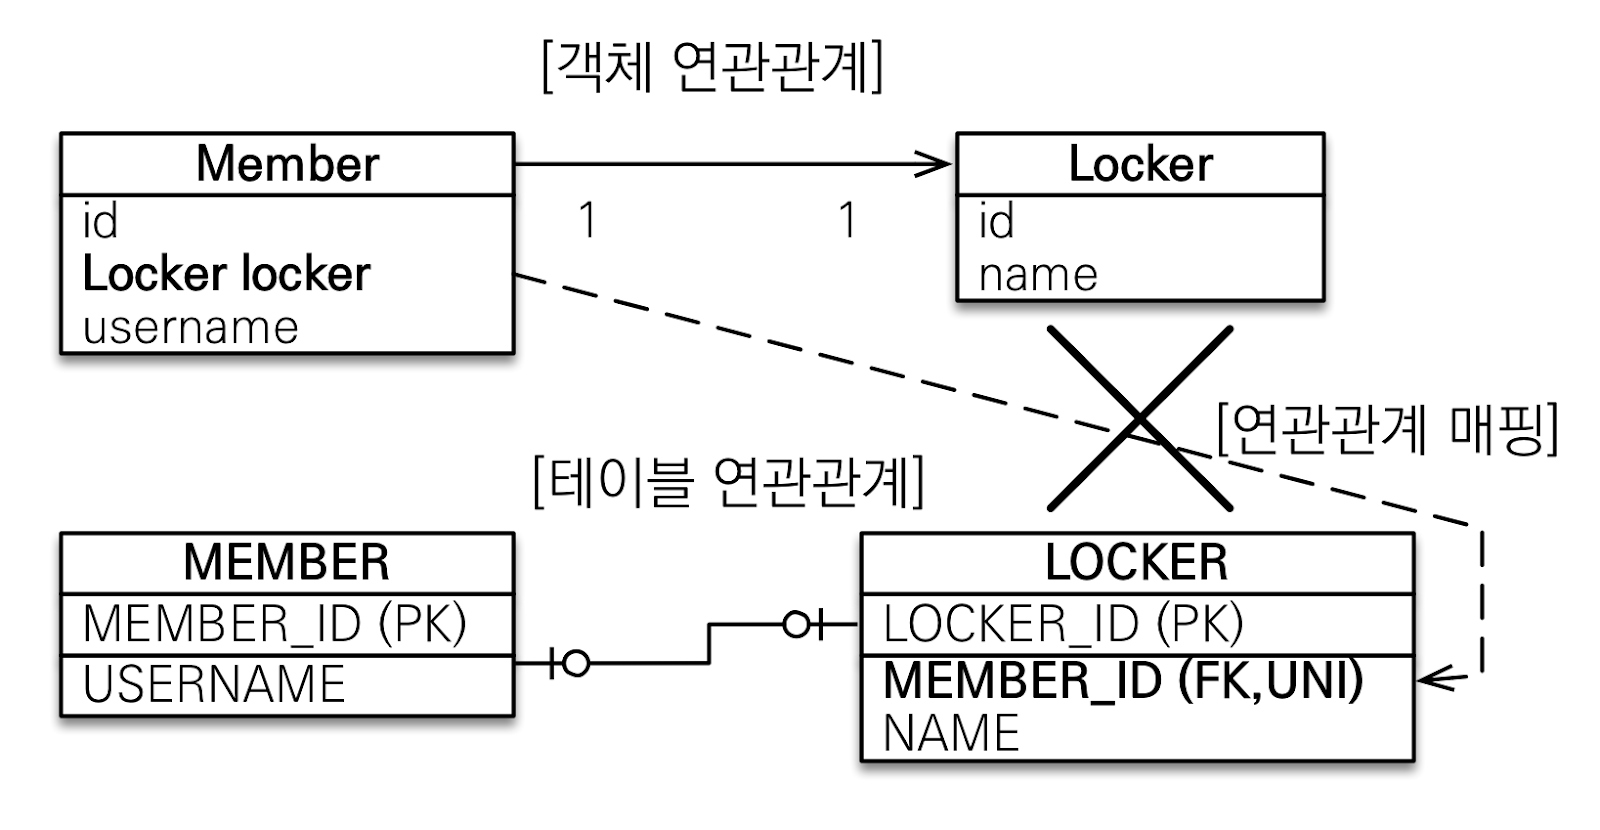 [객체 연관관계]
Member
id
Locker locker
username
1
1
Locker
id
name
[연관관계 매핑]
[테이블 연관관계]
MEMBER
MEMBER_ID (PK)
USERNAME
LOCKER
LOCKER_ID (PK)
MEMBER_ID (FK,UNI)
NAME